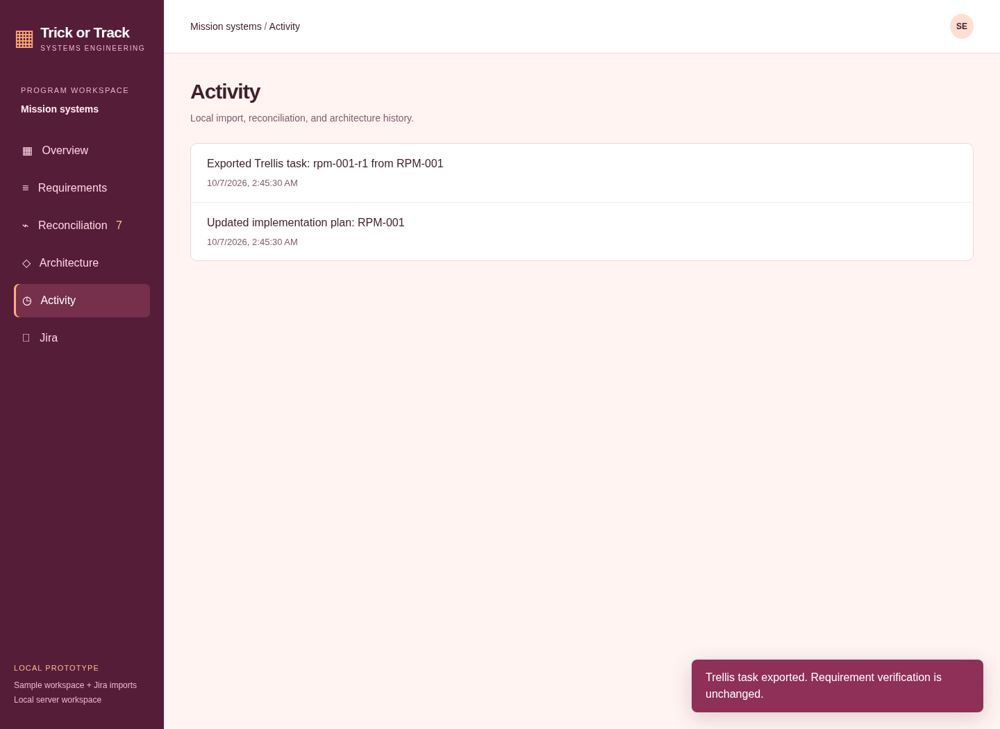 Trick or Track
SYSTEMS ENGINEERING
PROGRAM WORKSPACE
Mission systems
Overview
Requirements
Reconciliation 7
Architecture
Activity
Jira
LOCAL PROTOTYPE
Sample workspace + Jira imports
Local server workspace
Mission systems / Activity
SE
Activity
Local import, reconciliation, and architecture history.
Exported Trellis task: rpm-001-r1 from RPM-001
10/7/2026, 2:45:30 AM
Updated implementation plan: RPM-001
10/7/2026, 2:45:30 AM
Trellis task exported. Requirement verification is
unchanged.